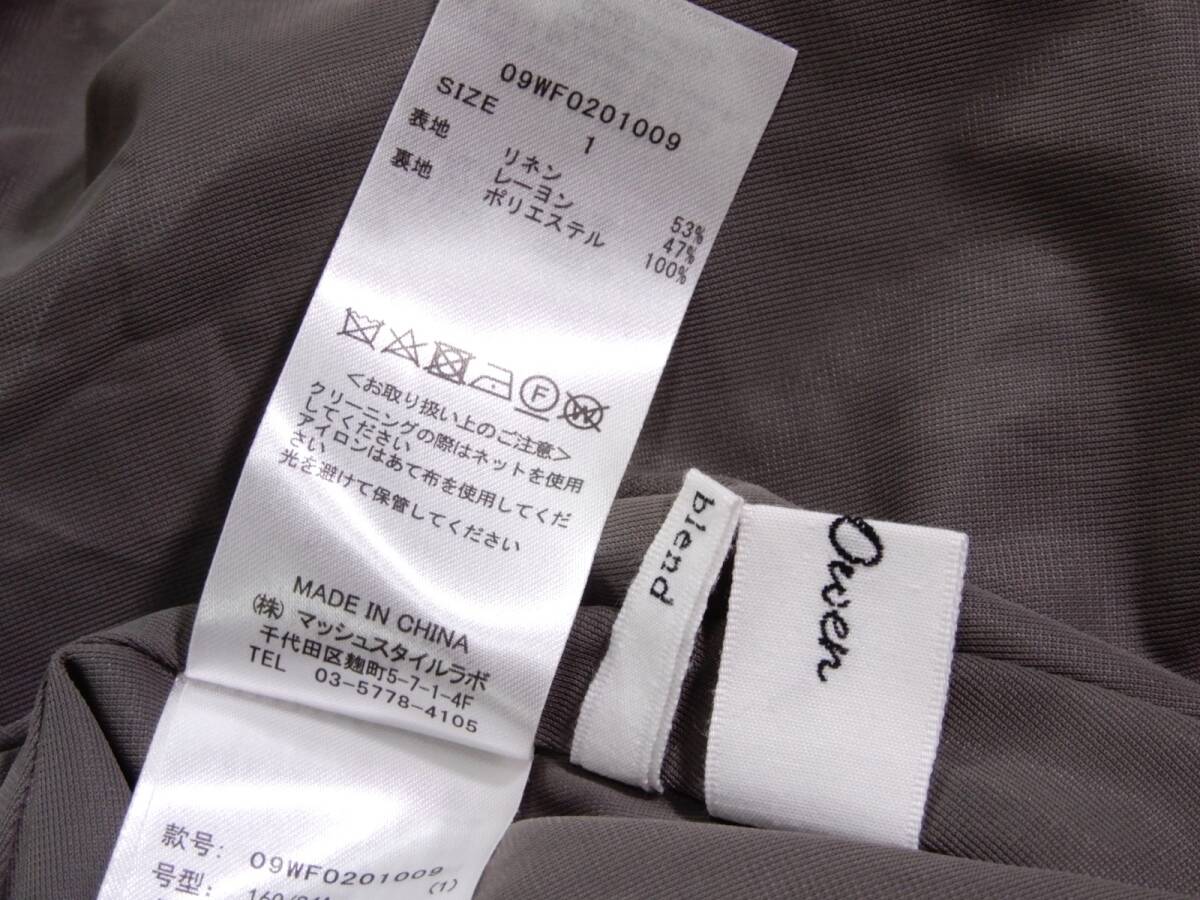 09WF0201009
SIZE 1
表地 リネン 53%
レーヨン 47%
裏地 ポリエステル 100%
F
W
<お取り扱い上のご注意>
クリーニングの際はネットを使用
してください
アイロンはあて布を使用してくだ
さい
光を避けて保管してください
MADE IN CHINA
(株) マッシュスタイルラボ
千代田区麹町5-7-1-4F
TEL 03-5778-4105
款号: 09WF0201009
号型: (1)
blend
Owen